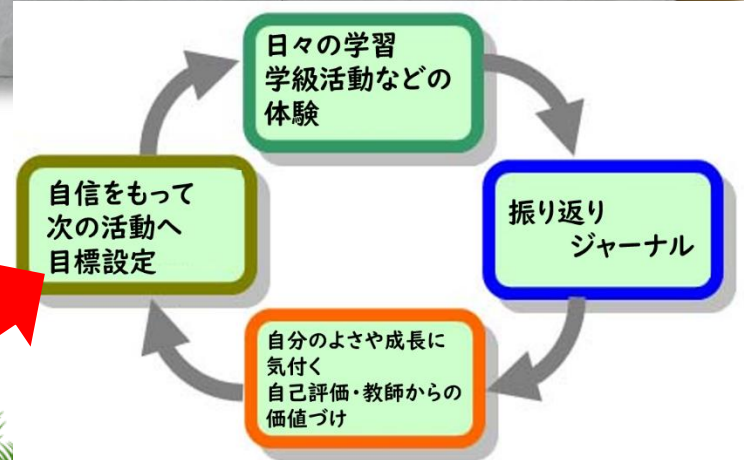 日々の学習
学級活動などの
体験
振り返り
ジャーナル
自分のよさや成長に
気付く
自己評価・教師からの
価値づけ
自信をもって
次の活動へ
目標設定